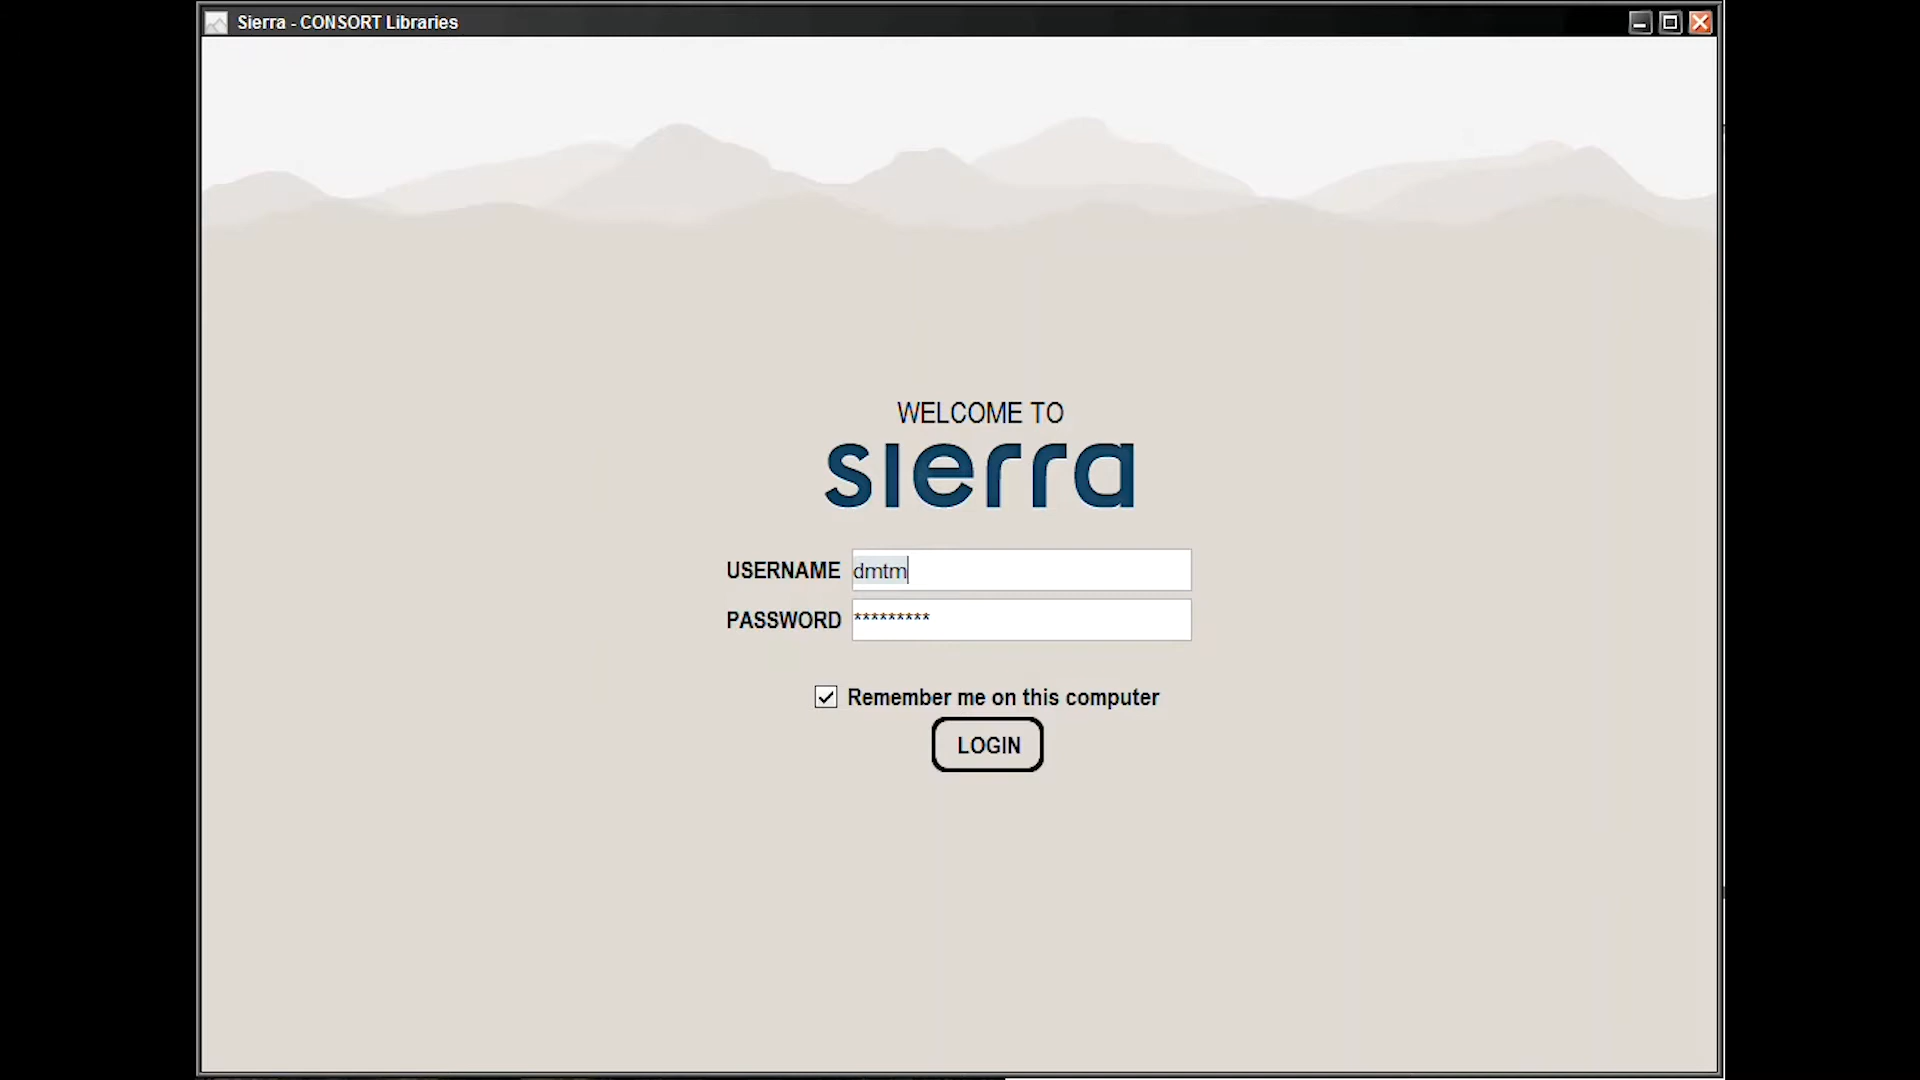 Sierra - CONSORT Libraries
WELCOME TO
sierra
USERNAME dmtm
PASSWORD *********
Remember me on this computer
LOGIN